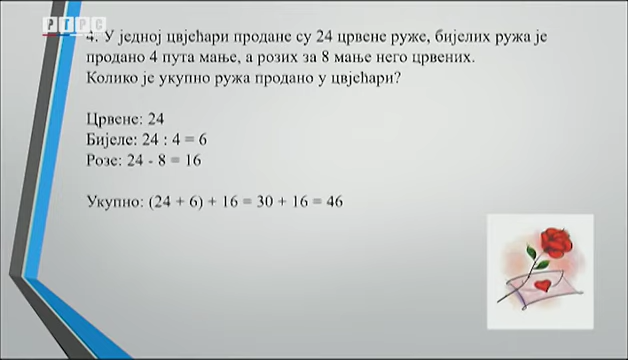 РТРС
4. У једној цвјећари продане су 24 црвене руже, бијелих ружа је
продано 4 пута мање, а розих за 8 мање него црвених.
Колико је укупно ружа продано у цвјећари?
Црвене: 24
Бијеле: 24 : 4 = 6
Розе: 24 - 8 = 16
Укупно: (24 + 6) + 16 = 30 + 16 = 46